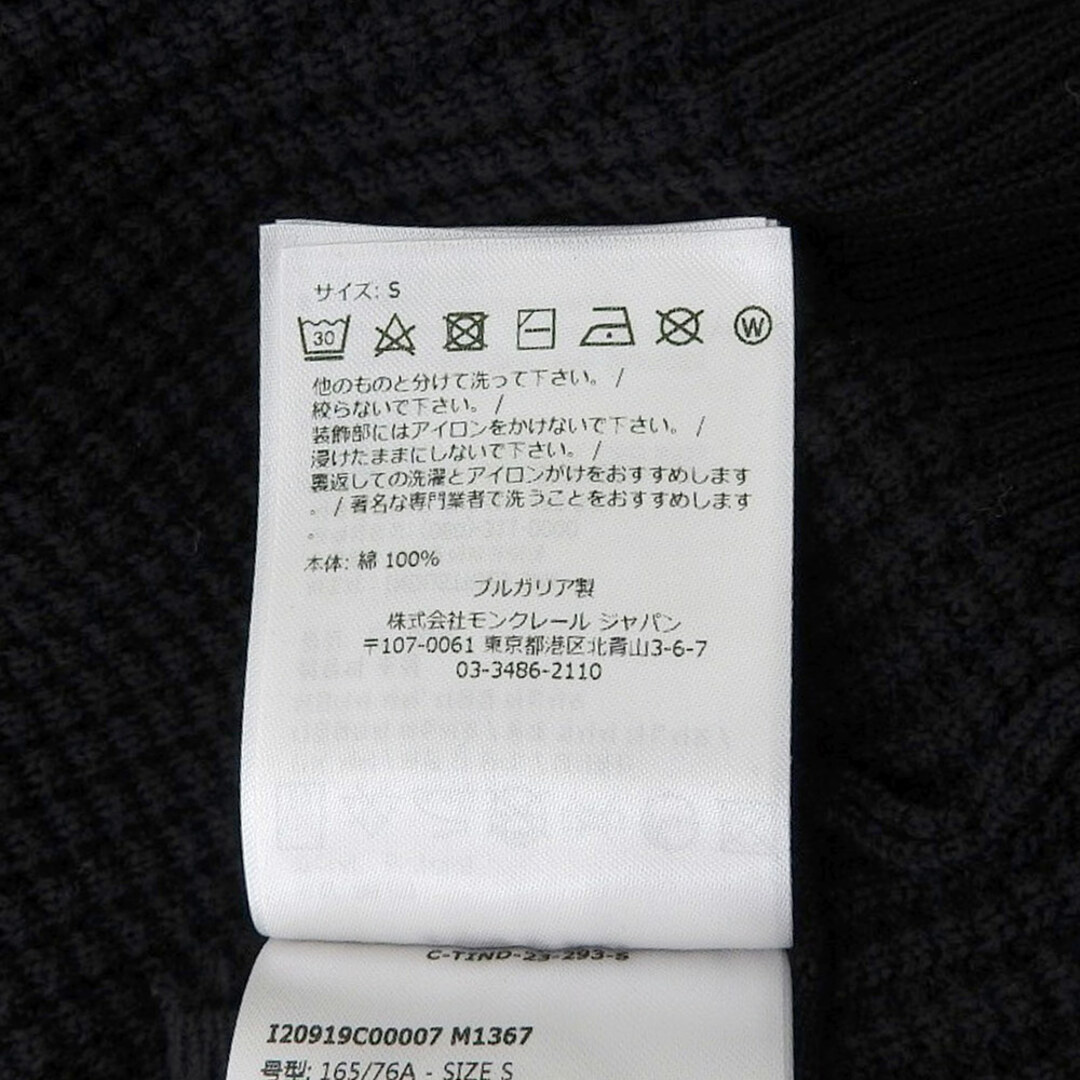 サイズ: S
30 W
他のものと分けて洗って下さい。 /
絞らないで下さい。 /
装飾部にはアイロンをかけないで下さい。 /
浸けたままにしないで下さい。 /
裏返しての洗濯とアイロンがけをおすすめします
。 / 著名な専門業者で洗うことをおすすめします
。
本体: 綿 100%
ブルガリア製
株式会社モンクレール ジャパン
〒107-0061 東京都港区北青山3-6-7
03-3486-2110
C-TIND-23-293-S
I20919C00007 M1367
号型: 165/76A - SIZE S